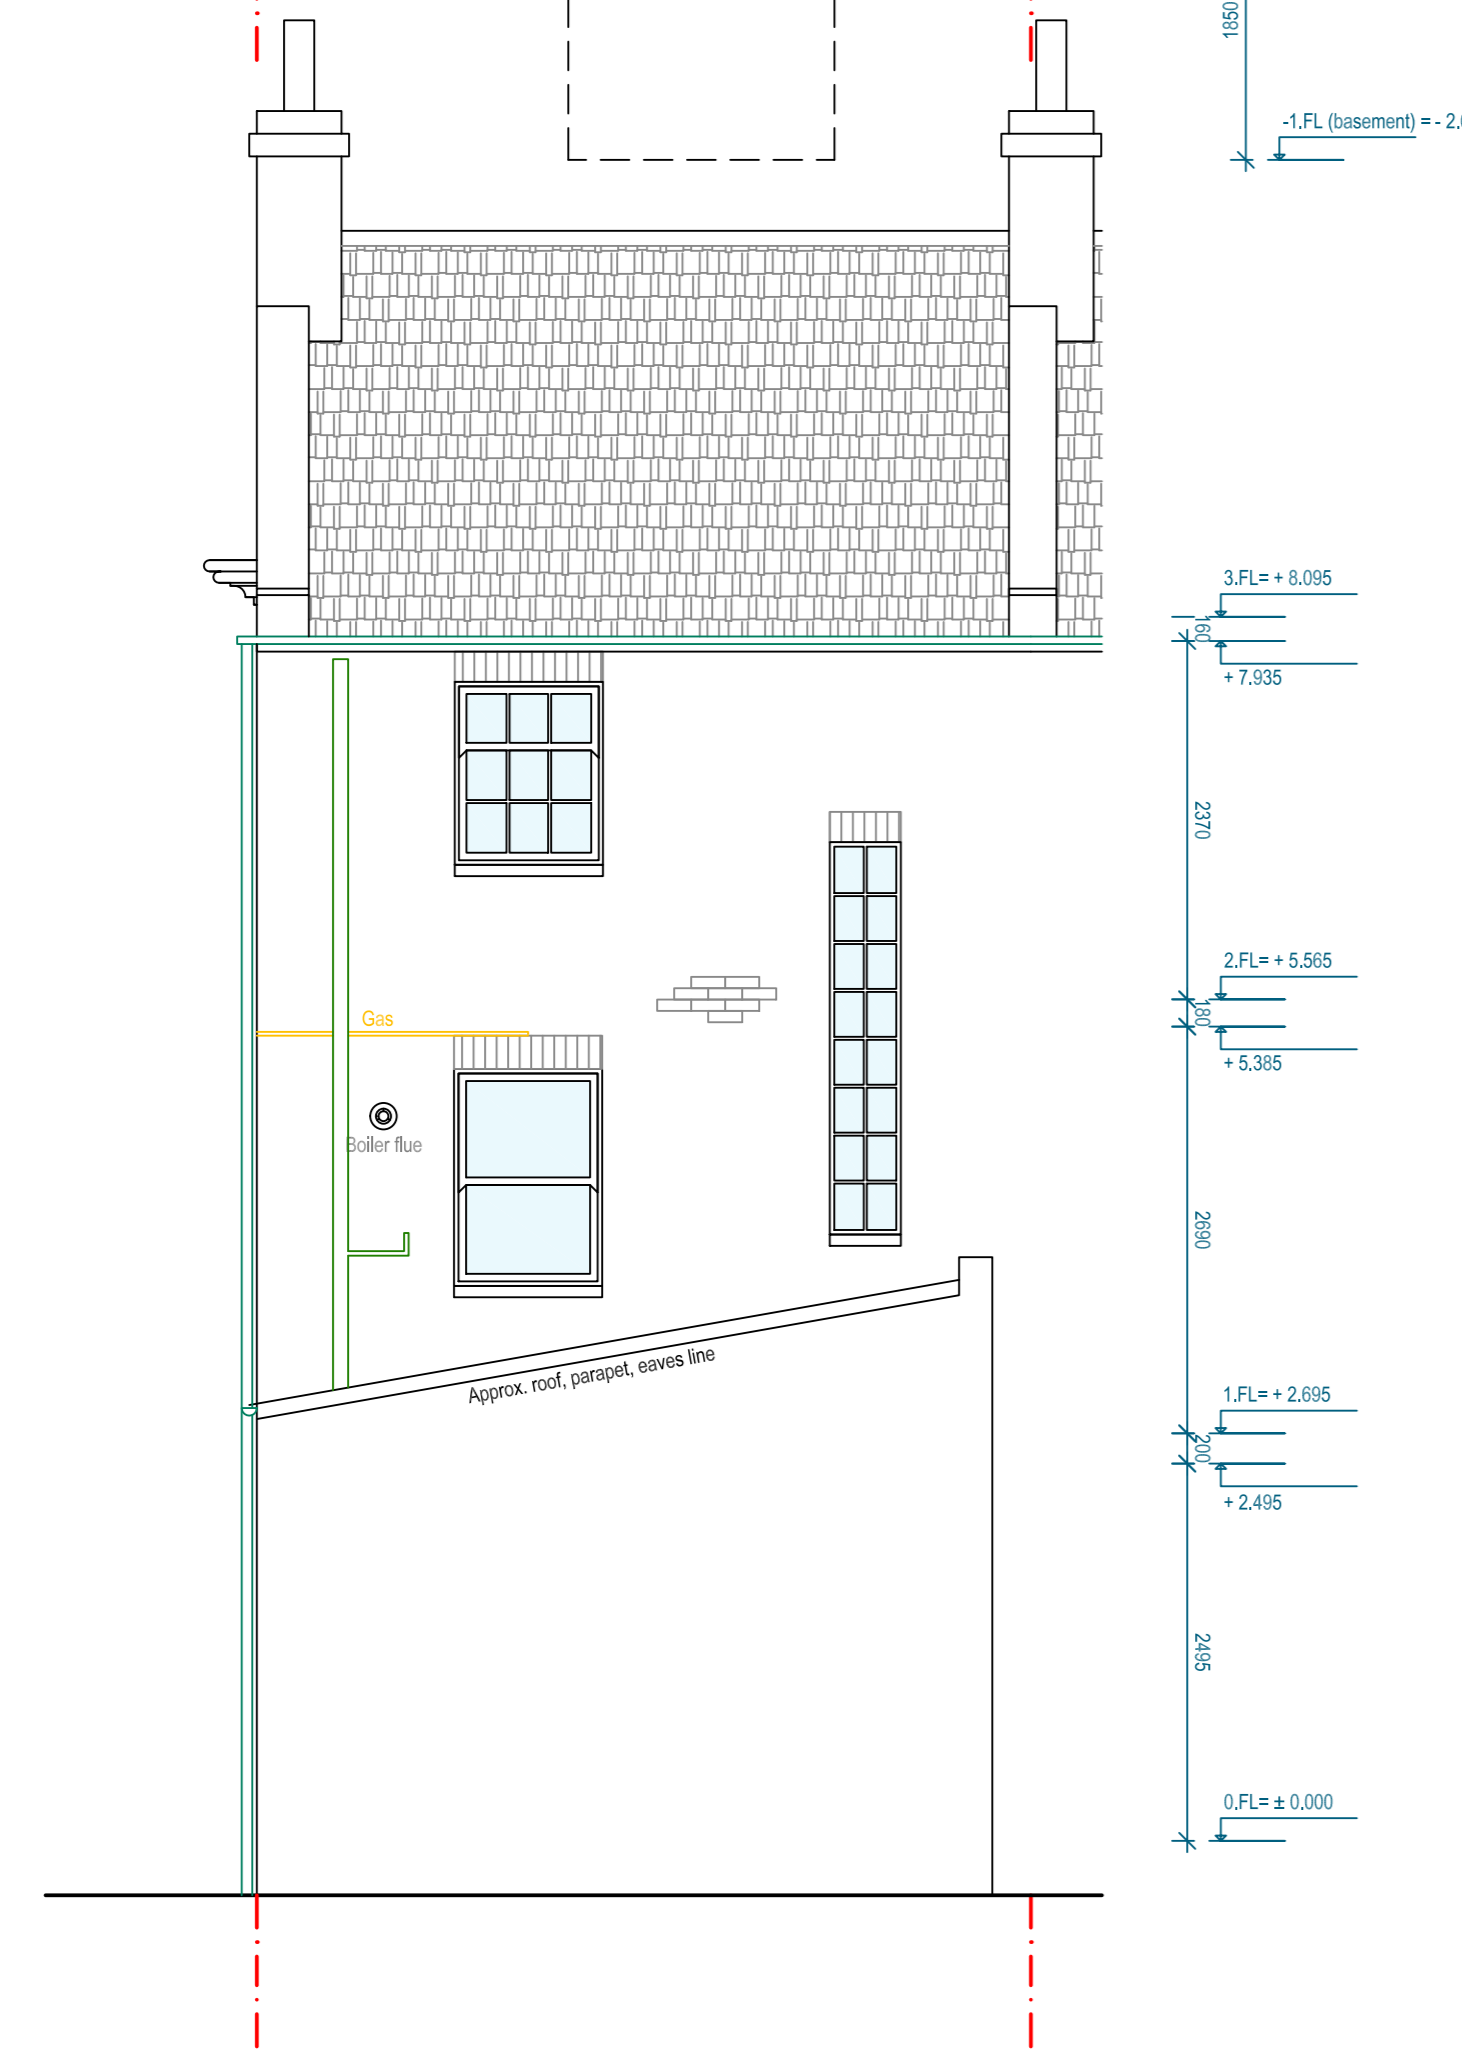 1850
-1.FL (basement) = - 2.
3.FL= + 8.095
160
+ 7.935
2370
2.FL= + 5.565
180
+ 5.385
Gas
Boiler flue
2690
Approx. roof, parapet, eaves line
1.FL= + 2.695
200
+ 2.495
2495
0.FL= ± 0.000